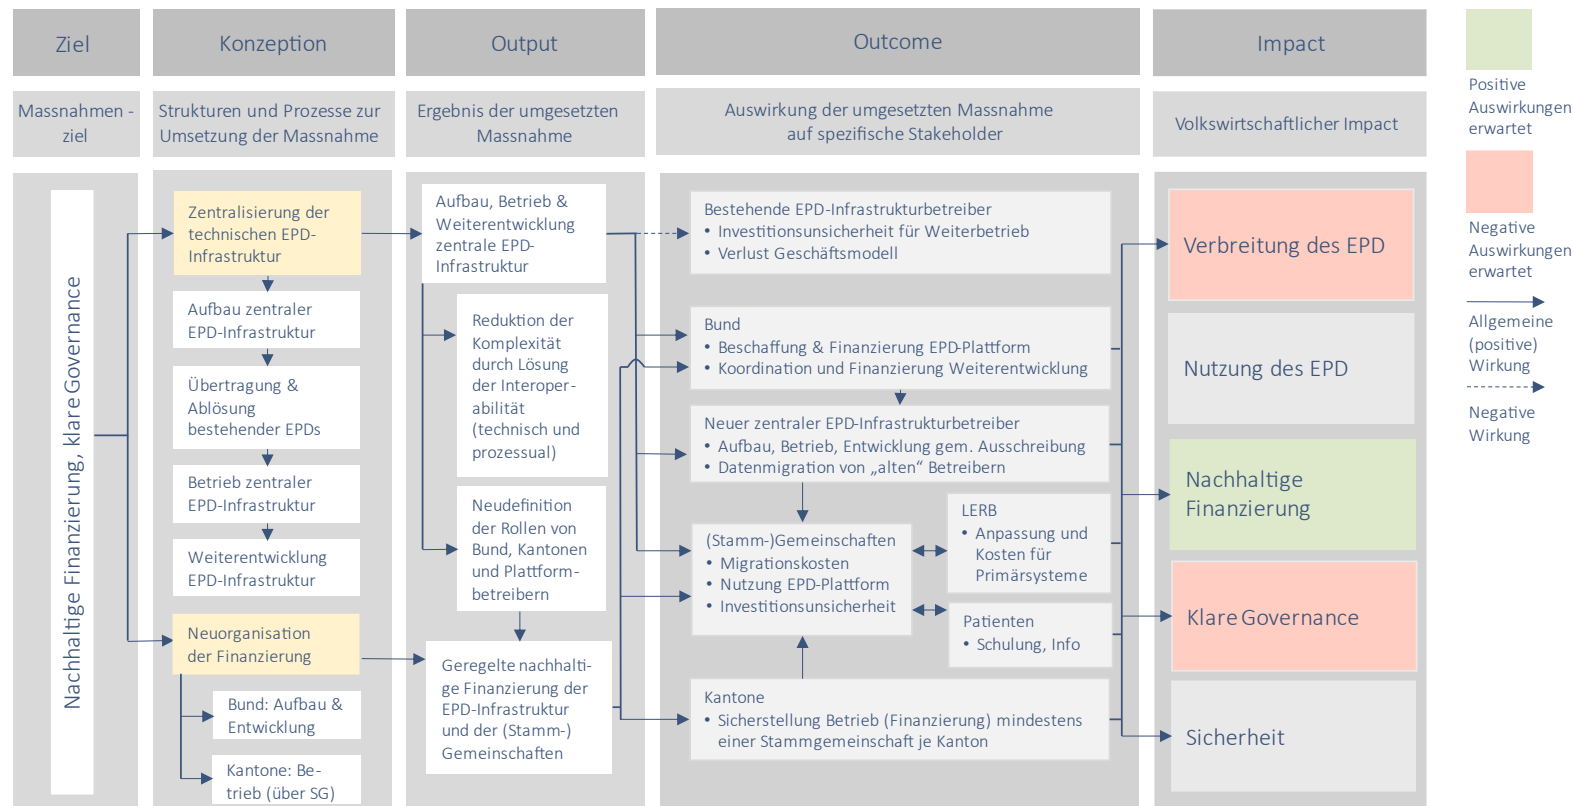 Ziel
Konzeption
Output
Outcome
Impact
Massnahmen -
ziel
Strukturen und Prozesse zur
Umsetzung der Massnahme
Ergebnis der umgesetzten
Massnahme
Auswirkung der umgesetzten Massnahme
auf spezifische Stakeholder
Volkswirtschaftlicher Impact
Nachhaltige Finanzierung, klare Governance
Zentralisierung der
technischen EPD-
Infrastruktur
Aufbau zentraler
EPD-Infrastruktur
Übertragung &
Ablösung
bestehender EPDs
Betrieb zentraler
EPD-Infrastruktur
Weiterentwicklung
EPD-Infrastruktur
Neuorganisation
der Finanzierung
Bund: Aufbau &
Entwicklung
Kantone: Be-
trieb (über SG)
Aufbau, Betrieb &
Weiterentwicklung
zentrale EPD-
Infrastruktur
Reduktion der
Komplexität
durch Lösung
der Interoper-
abilität
(technisch und
prozessual)
Neudefinition
der Rollen von
Bund, Kantonen
und Plattform-
betreibern
Geregelte nachhalti-
ge Finanzierung der
EPD-Infrastruktur
und der (Stamm-)
Gemeinschaften
Bestehende EPD-Infrastrukturbetreiber
• Investitionsunsicherheit für Weiterbetrieb
• Verlust Geschäftsmodell
Bund
• Beschaffung & Finanzierung EPD-Plattform
• Koordination und Finanzierung Weiterentwicklung
Neuer zentraler EPD-Infrastrukturbetreiber
• Aufbau, Betrieb, Entwicklung gem. Ausschreibung
• Datenmigration von „alten“ Betreibern
(Stamm-)Gemeinschaften
• Migrationskosten
• Nutzung EPD-Plattform
• Investitionsunsicherheit
LERB
• Anpassung und
Kosten für
Primärsysteme
Patienten
• Schulung, Info
Kantone
• Sicherstellung Betrieb (Finanzierung) mindestens
einer Stammgemeinschaft je Kanton
Verbreitung des EPD
Nutzung des EPD
Nachhaltige
Finanzierung
Klare Governance
Sicherheit
Positive
Auswirkungen
erwartet
Negative
Auswirkungen
erwartet
Allgemeine
(positive)
Wirkung
Negative
Wirkung